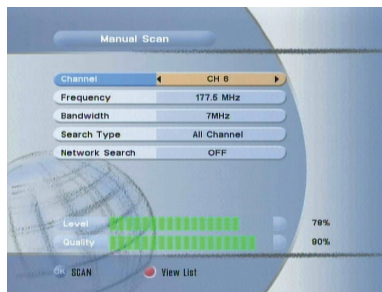 Manual Scan
Channel CH 6
Frequency 177.5 MHz
Bandwidth 7MHz
Search Type All Channel
Network Search OFF
Level 78%
Quality 90%
OK SCAN View List